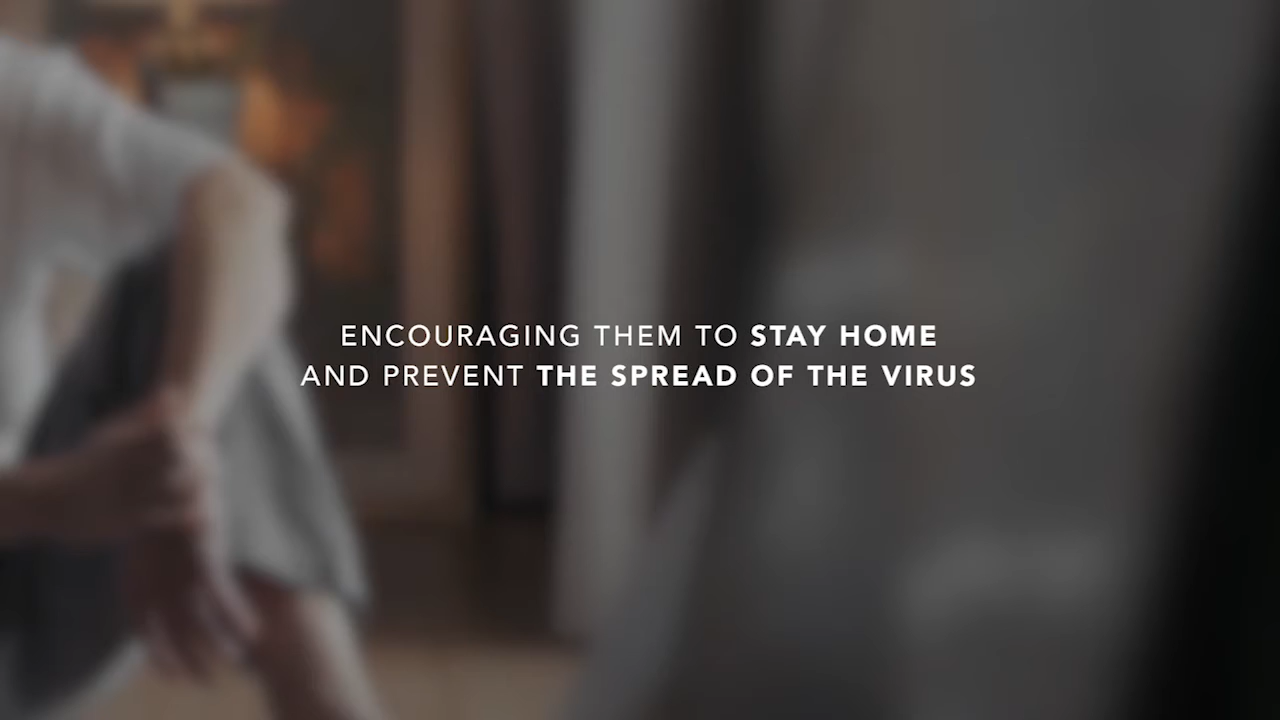 ENCOURAGING THEM TO STAY HOME
AND PREVENT THE SPREAD OF THE VIRUS